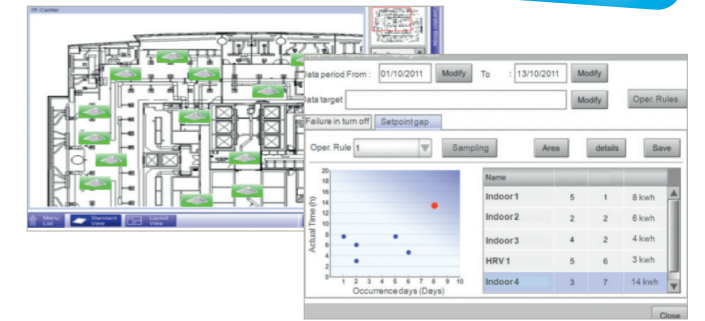 1F-Center
Menu List
Standard View
Layout View
ata period From : 01/10/2011 Modify To : 13/10/2011 Modify
ata target Modify Oper. Rules
Failure in turn off Setpoint gap
Oper. Rule 1 Sampling Area details Save
Actual Time (h)
20
18
16
14
12
10
8
6
4
2
0
1 2 3 4 5 6 7 8 9 10
Occurrence days (Days)
Name
Indoor 1 5 1 8 kwh
Indoor 2 2 2 6 kwh
Indoor 3 4 2 4 kwh
HRV 1 5 6 3 kwh
Indoor 4 3 7 14 kwh
Close